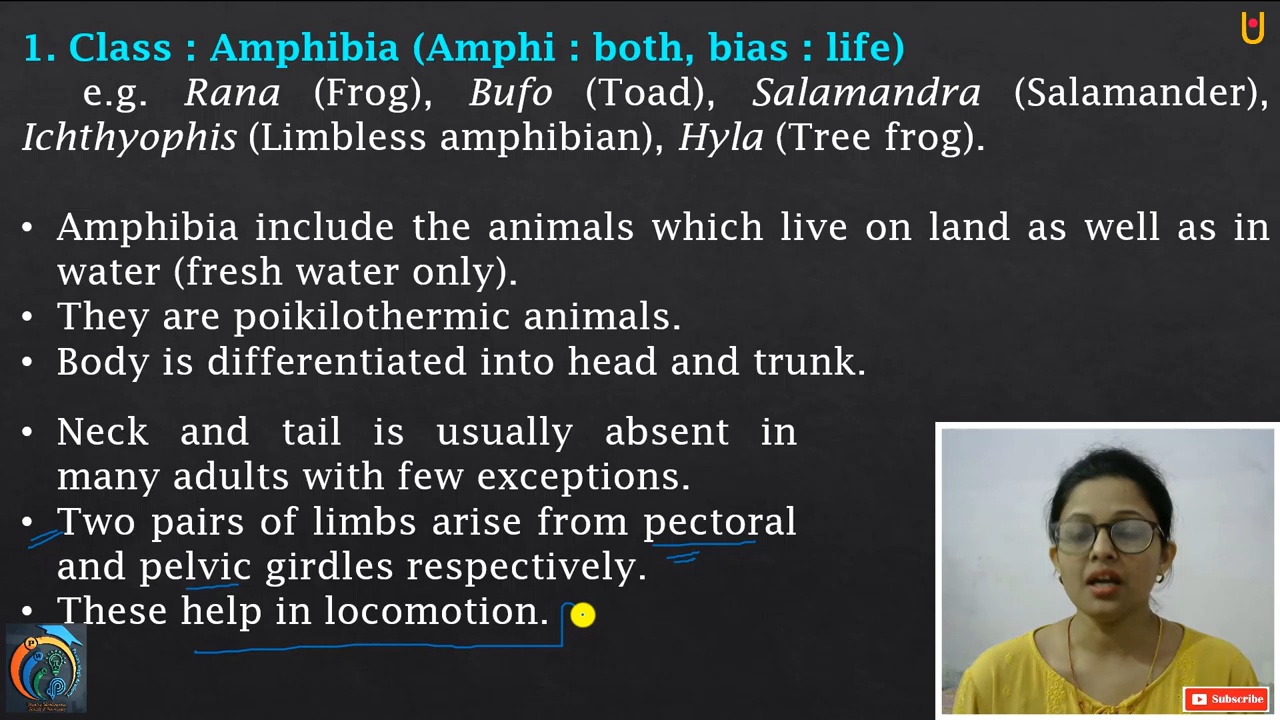 1. Class : Amphibia (Amphi : both, bias : life)
e.g. Rana (Frog), Bufo (Toad), Salamandra (Salamander),
Ichthyophis (Limbless amphibian), Hyla (Tree frog).
• Amphibia include the animals which live on land as well as in
water (fresh water only).
• They are poikilothermic animals.
• Body is differentiated into head and trunk.
• Neck and tail is usually absent in
many adults with few exceptions.
• Two pairs of limbs arise from pectoral
and pelvic girdles respectively.
• These help in locomotion.
Subscribe